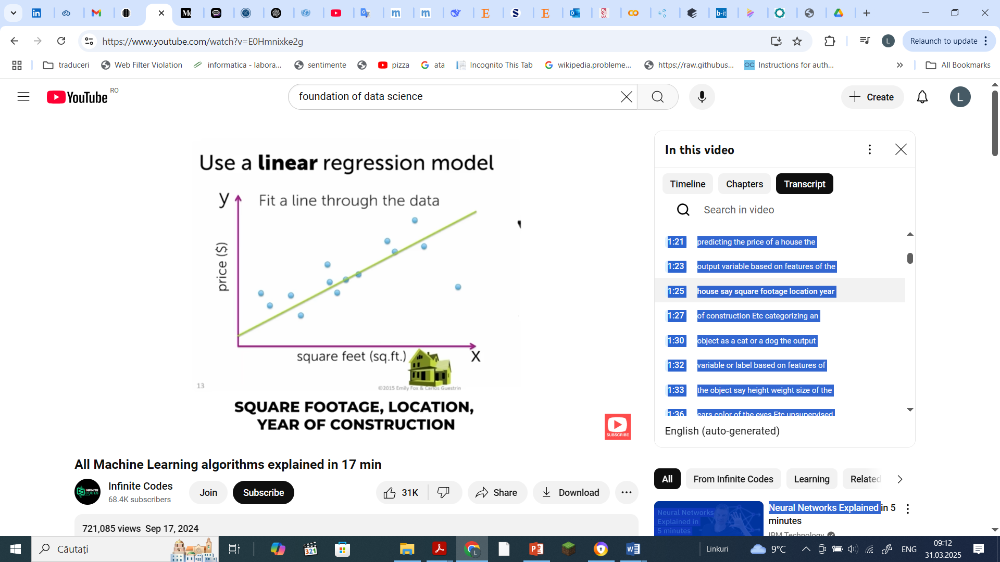 https://www.youtube.com/watch?v=E0Hmnixke2g
Relaunch to update
traduceri
Web Filter Violation
informatica - labora...
sentimente
pizza
ata
Incognito This Tab
wikipedia.probleme...
https://raw.githubus...
Instructions for auth...
All Bookmarks
YouTube RO
foundation of data science
Create
L
Use a linear regression model
y
Fit a line through the data
price ($)
square feet (sq.ft.)
x
13
©2015 Emily Fox & Carlos Guestrin
SQUARE FOOTAGE, LOCATION,
YEAR OF CONSTRUCTION
SUBSCRIBE
In this video
Timeline Chapters Transcript
Search in video
1:21 predicting the price of a house the
1:23 output variable based on features of the
1:25 house say square footage location year
1:27 of construction Etc categorizing an
1:30 object as a cat or a dog the output
1:32 variable or label based on features of
1:33 the object say height weight size of the
1:36 ears color of the eyes Etc unsupervised
English (auto-generated)
All Machine Learning algorithms explained in 17 min
Infinite Codes
68.4K subscribers
Join
Subscribe
31K
Share
Download
721,085 views Sep 17, 2024
All From Infinite Codes Learning Related
Neural Networks
Explained in
5 minutes
Neural Networks Explained in 5
minutes
IBM Technology
Căutați
Linkuri
9°C
ENG
09:12
31.03.2025